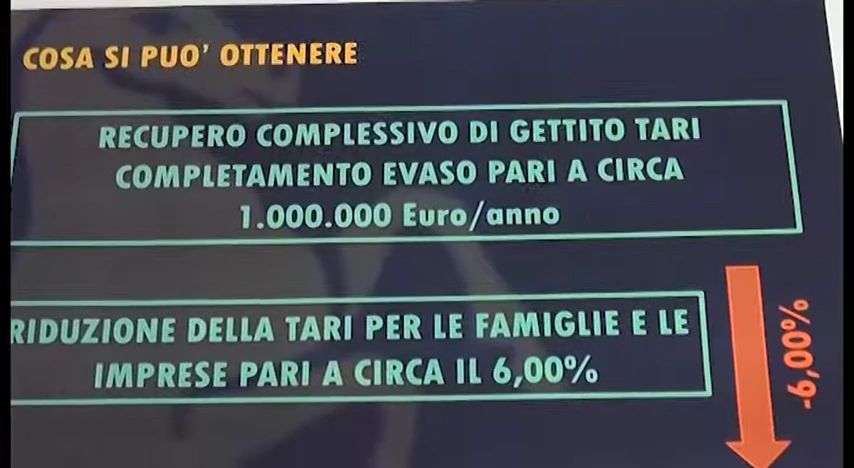 COSA SI PUO' OTTENERE
RECUPERO COMPLESSIVO DI GETTITO TARI
COMPLETAMENTO EVASO PARI A CIRCA
1.000.000 Euro/anno
RIDUZIONE DELLA TARI PER LE FAMIGLIE E LE
IMPRESE PARI A CIRCA IL 6,00%
-6,00%